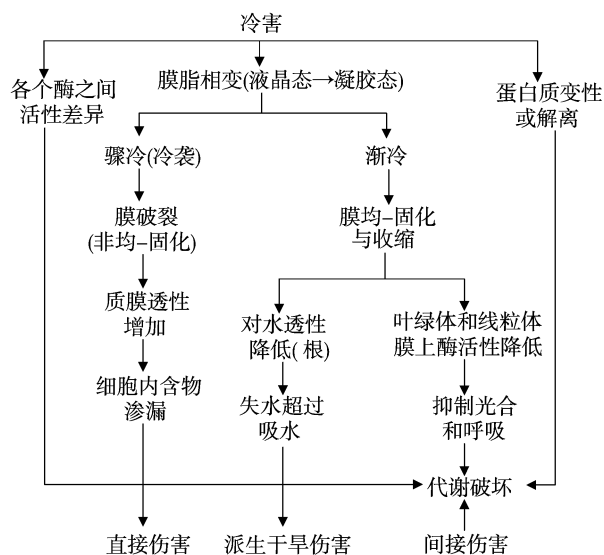 冷害
各个酶之间
活性差异
膜脂相变(液晶态→凝胶态)
蛋白质变性
或解离
骤冷(冷袭)
渐冷
膜破裂
(非均−固化)
膜均−固化
与收缩
质膜透性
增加
对水透性
降低(根)
叶绿体和线粒体
膜上酶活性降低
细胞内含物
渗漏
失水超过
吸水
抑制光合
和呼吸
代谢破坏
直接伤害
派生干旱伤害
间接伤害